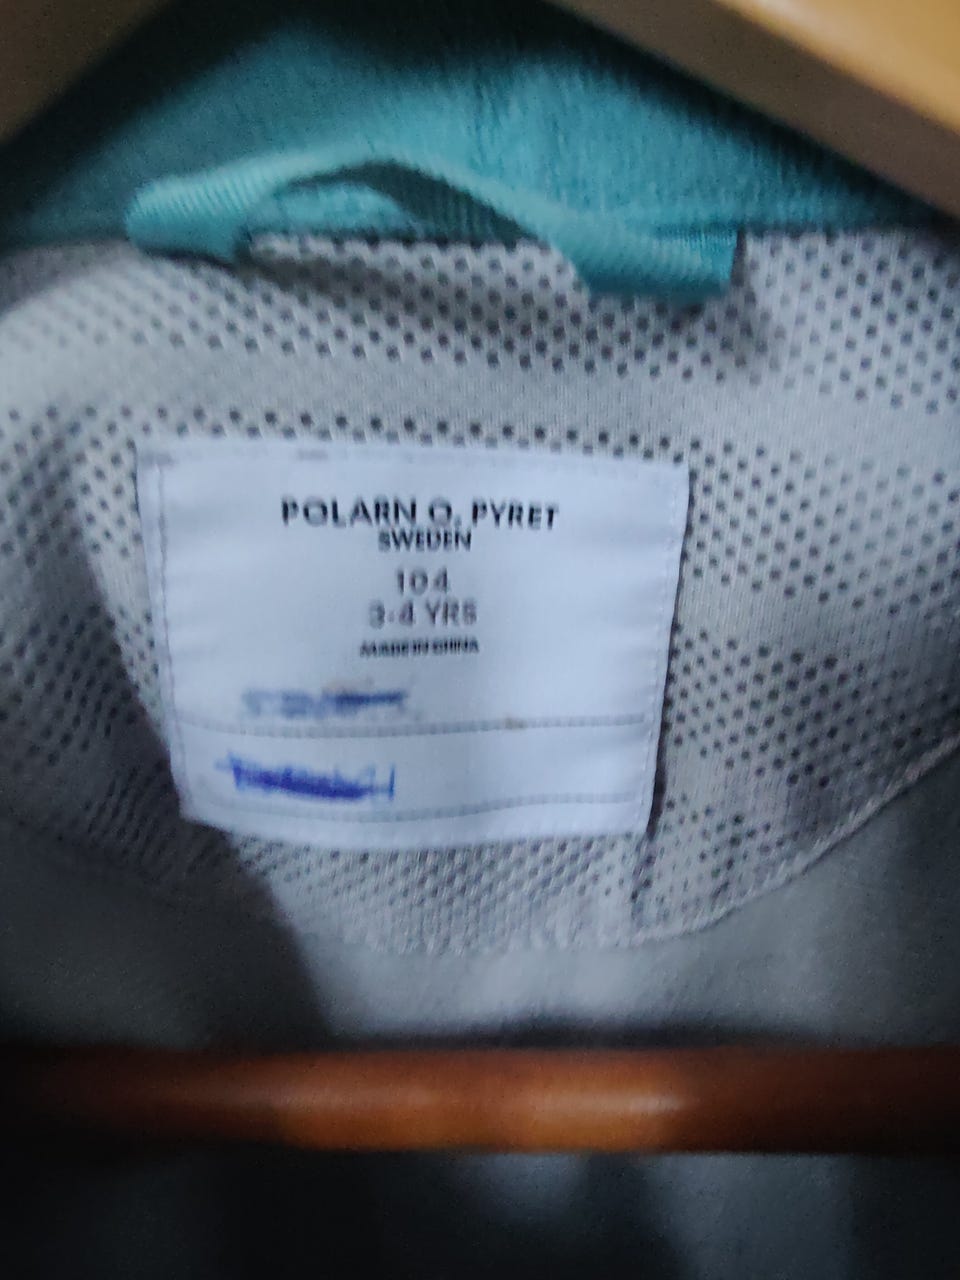 POLARN O. PYRET
SWEDEN
104
3-4 YRS
MADE IN CHINA